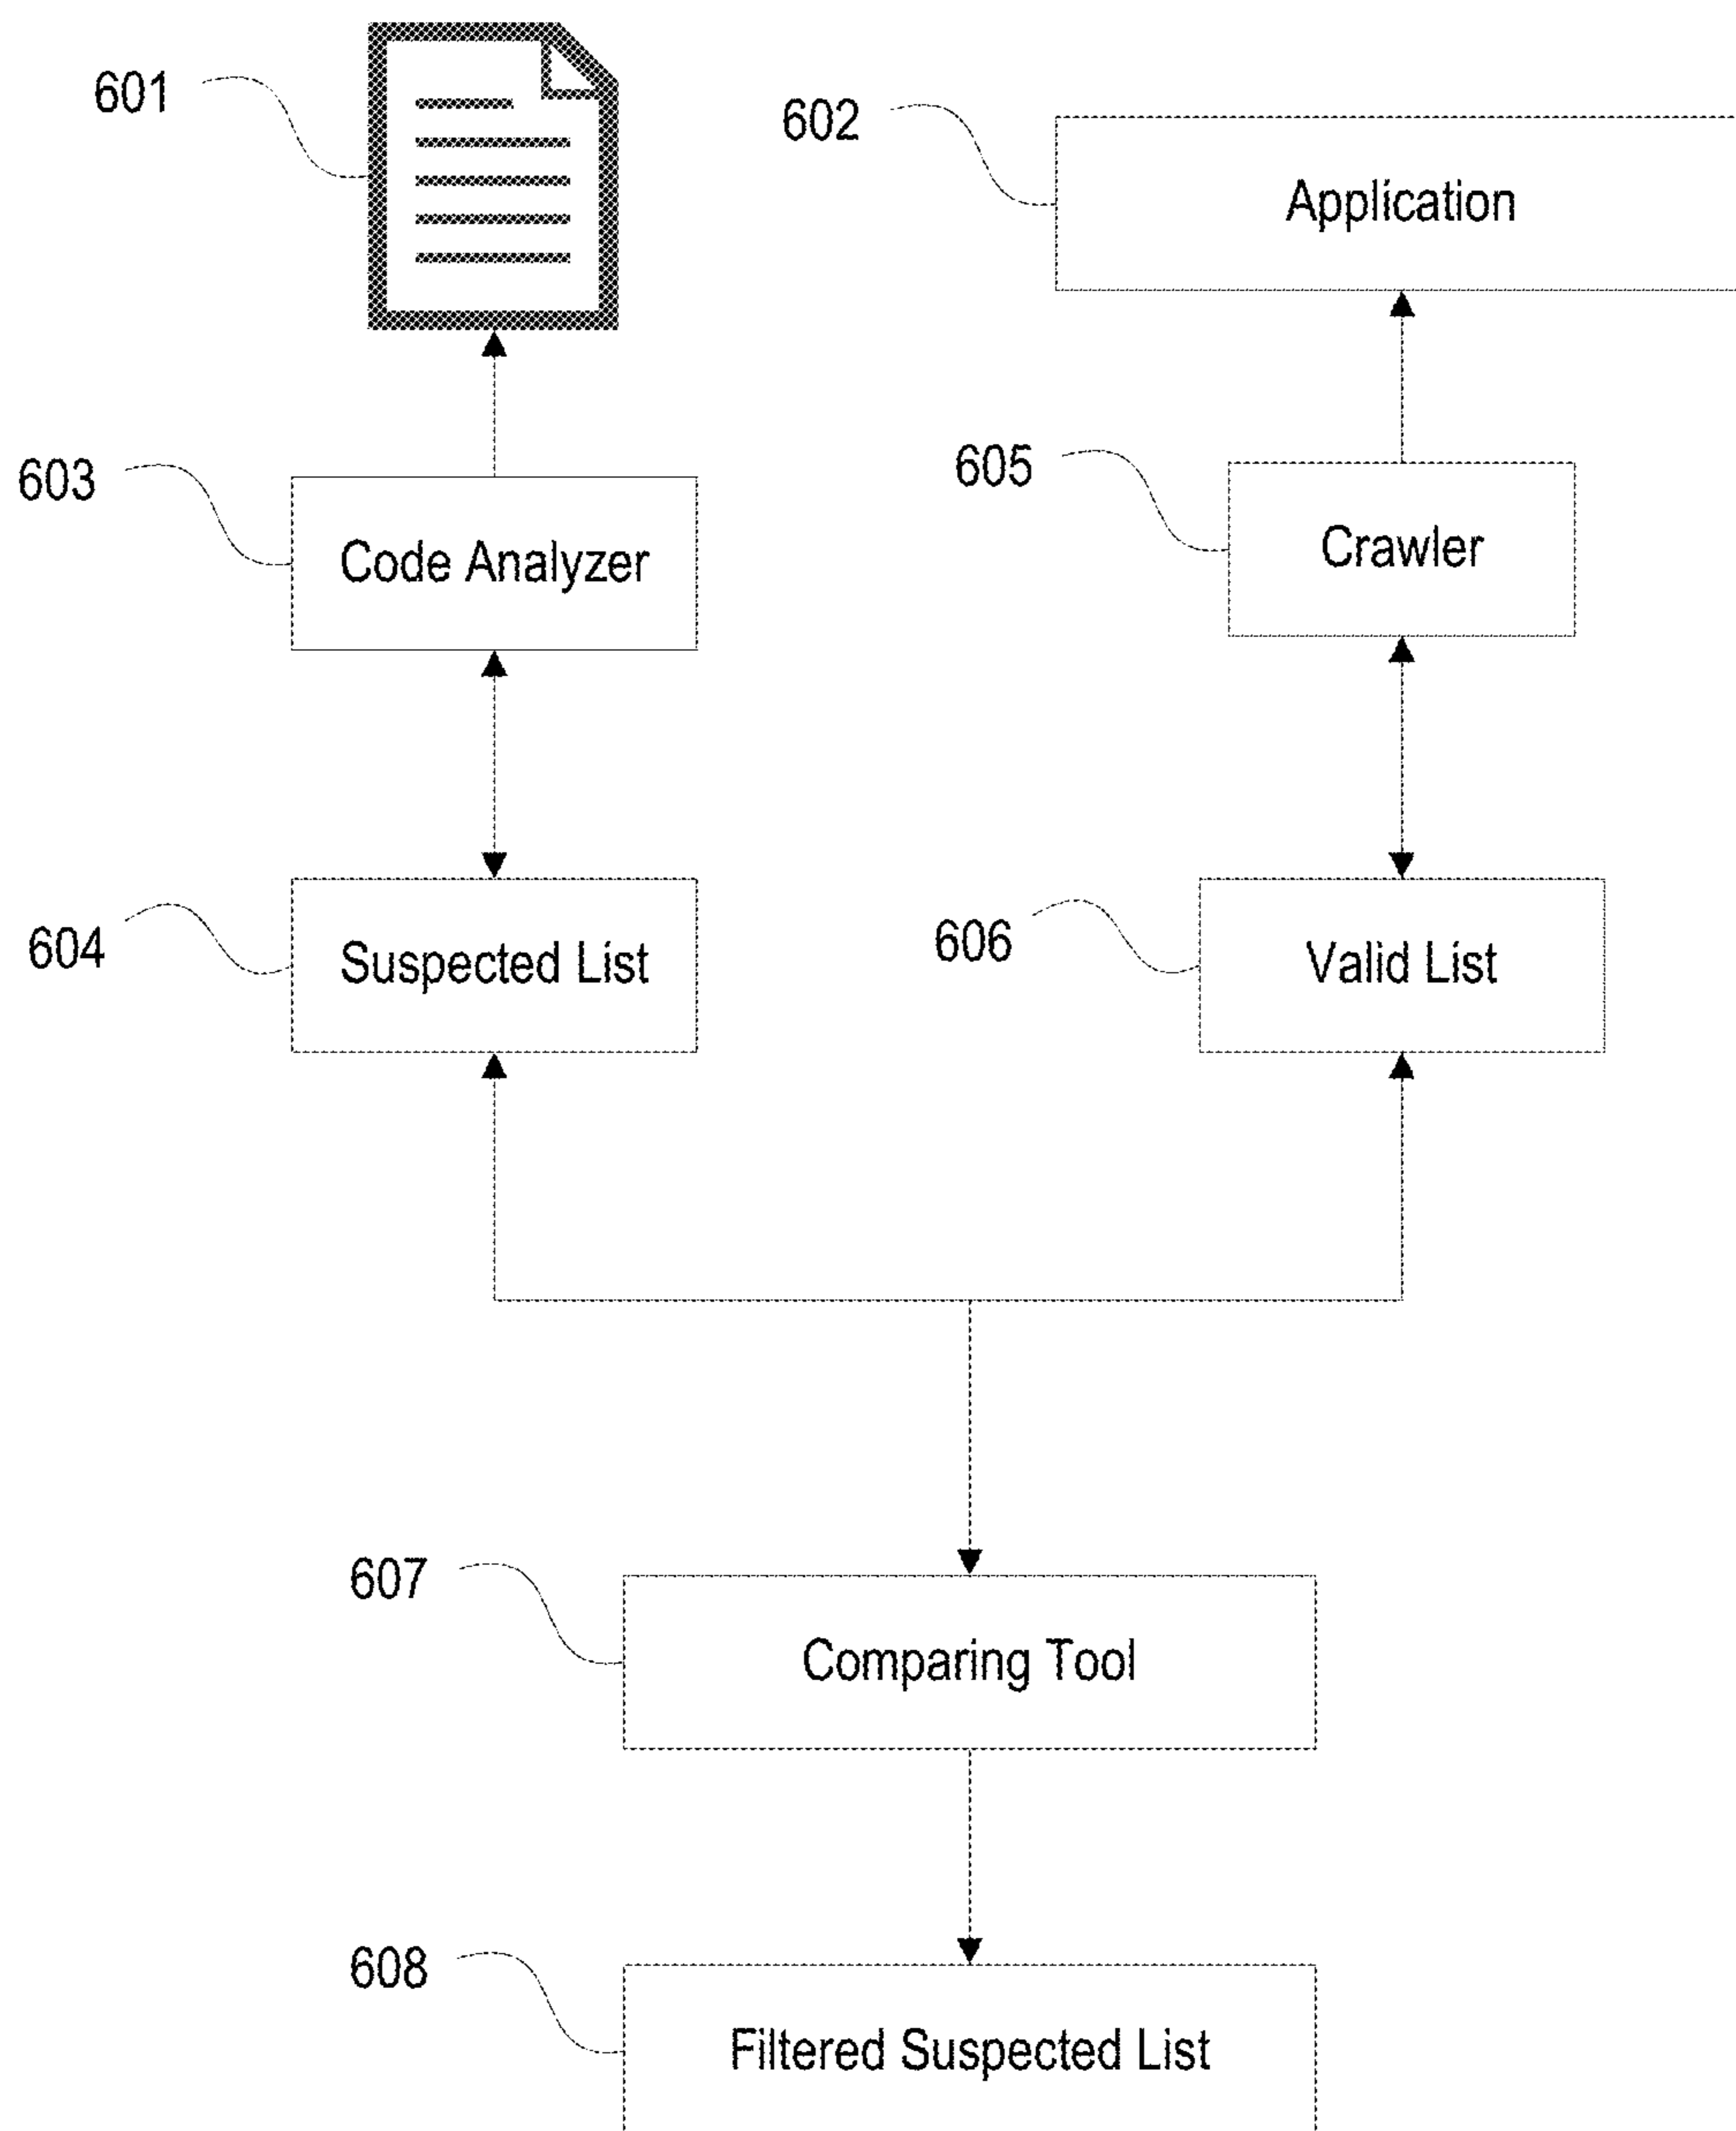 601
602
Application
603
Code Analyzer
605
Crawler
604
Suspected List
606
Valid List
607
Comparing Tool
608
Filtered Suspected List